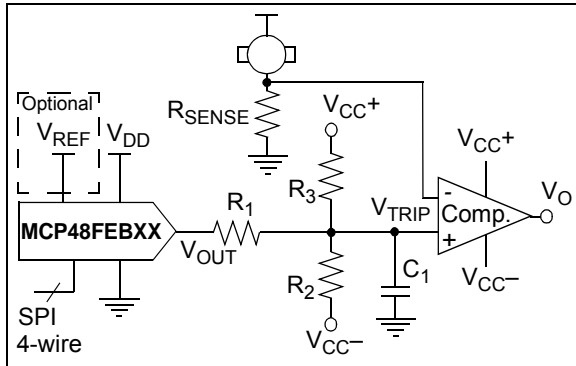 Optional
VREF
VDD
RSENSE
VCC+
R3
VCC+
R1
VTRIP
-
Comp.
VO
MCP48FEBXX
VOUT
+
R2
C1
VCC–
VCC–
SPI
4-wire